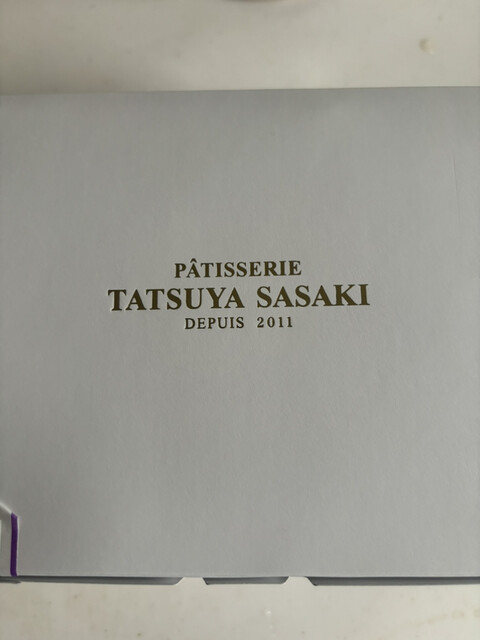 PÂTISSERIE
TATSUYA SASAKI
DEPUIS 2011